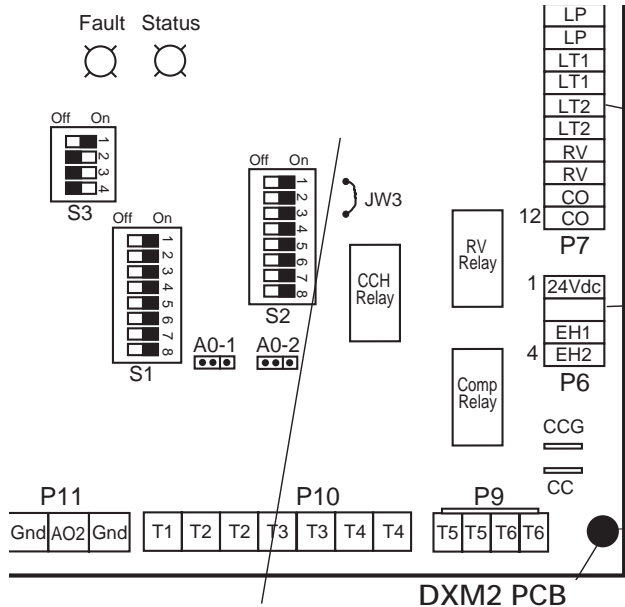 Fault Status
LP
LP
LT1
LT1
LT2
LT2
RV
RV
CO
12 CO
P7
Off On
1
2
3
4
S3
Off On
1
2
3
4
5
6
7
8
S1
Off On
1
2
3
4
5
6
7
8
S2
JW3
CCH
Relay
RV
Relay
Comp
Relay
1 24Vdc
EH1
4 EH2
P6
A0-1 A0-2
CCG
CC
P11
Gnd AO2 Gnd
P10
T1 T2 T2 T3 T3 T4 T4
P9
T5 T5 T6 T6
DXM2 PCB